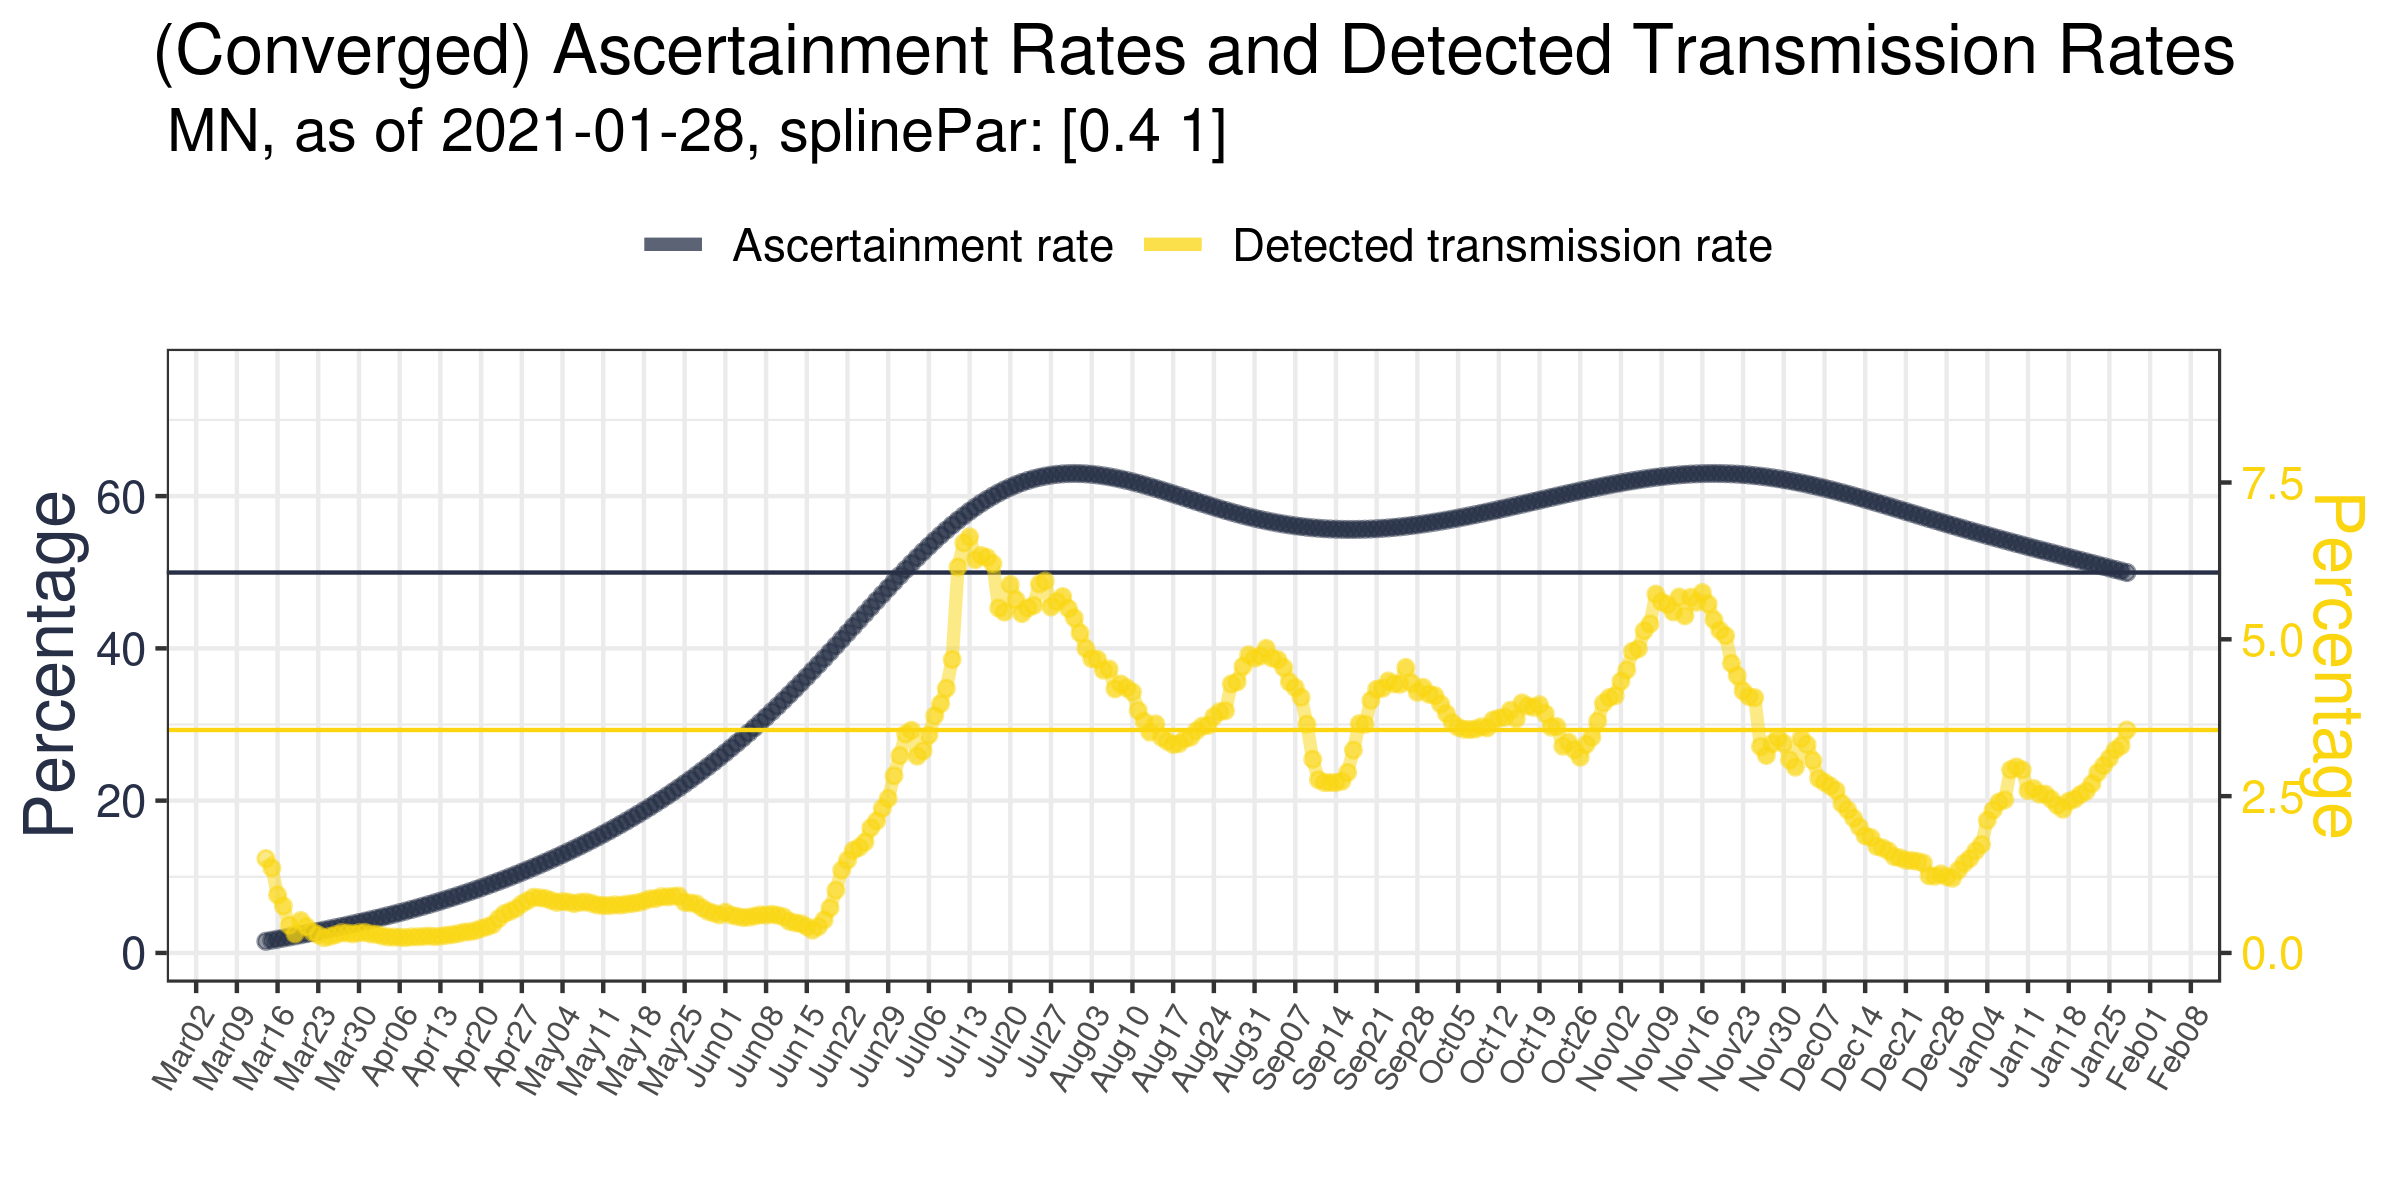 (Converged) Ascertainment Rates and Detected Transmission Rates
MN, as of 2021-01-28, splinePar: [0.4 1]
Ascertainment rate
Detected transmission rate
Percentage
60
40
20
0
7.5
5.0
2.5
0.0
Percentage
Mar02
Mar09
Mar16
Mar23
Mar30
Apr06
Apr13
Apr20
Apr27
May04
May11
May18
May25
Jun01
Jun08
Jun15
Jun22
Jun29
Jul06
Jul13
Jul20
Jul27
Aug03
Aug10
Aug17
Aug24
Aug31
Sep07
Sep14
Sep21
Sep28
Oct05
Oct12
Oct19
Oct26
Nov02
Nov09
Nov16
Nov23
Nov30
Dec07
Dec14
Dec21
Dec28
Jan04
Jan11
Jan18
Jan25
Feb01
Feb08